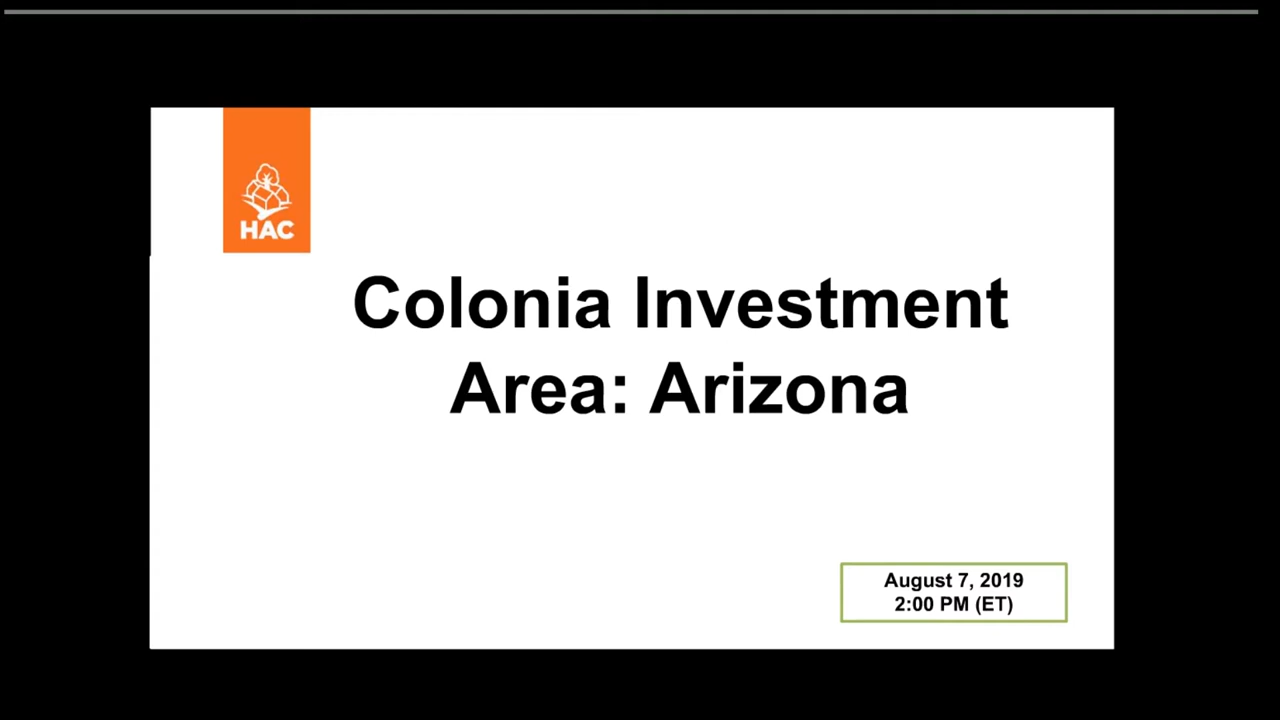 HAC
Colonia Investment
Area: Arizona
August 7, 2019
2:00 PM (ET)